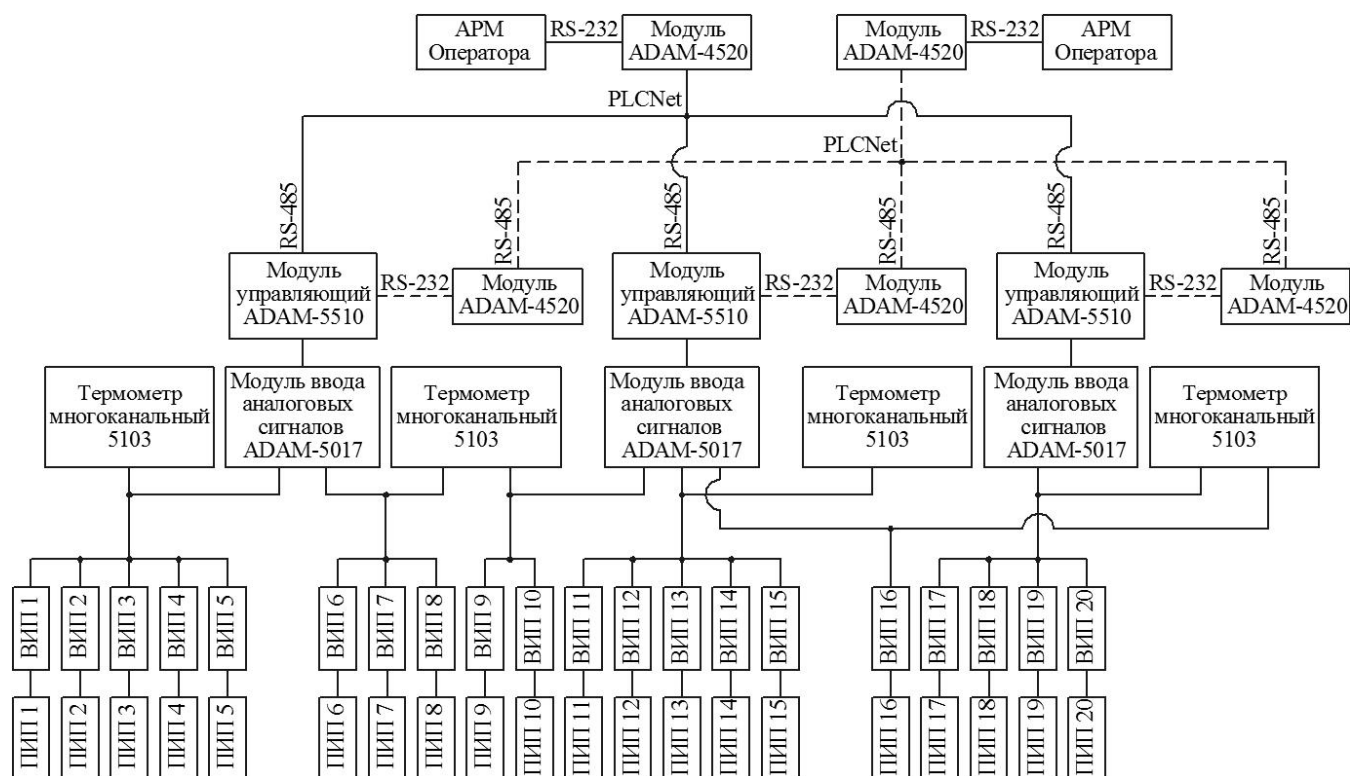 АРМ
Оператора
RS-232
Модуль
ADAM-4520
Модуль
ADAM-4520
RS-232
АРМ
Оператора
PLCNet
PLCNet
RS-485
RS-485
RS-485
RS-485
RS-485
RS-485
Модуль
управляющий
ADAM-5510
RS-232
Модуль
ADAM-4520
Модуль
управляющий
ADAM-5510
RS-232
Модуль
ADAM-4520
Модуль
управляющий
ADAM-5510
RS-232
Модуль
ADAM-4520
Термометр
многоканальный
5103
Модуль ввода
аналоговых
сигналов
ADAM-5017
Термометр
многоканальный
5103
Модуль ввода
аналоговых
сигналов
ADAM-5017
Термометр
многоканальный
5103
Модуль ввода
аналоговых
сигналов
ADAM-5017
Термометр
многоканальный
5103
ВИП 1
ВИП 2
ВИП 3
ВИП 4
ВИП 5
ВИП 6
ВИП 7
ВИП 8
ВИП 9
ВИП 10
ВИП 11
ВИП 12
ВИП 13
ВИП 14
ВИП 15
ВИП 16
ВИП 17
ВИП 18
ВИП 19
ВИП 20
ПИП 1
ПИП 2
ПИП 3
ПИП 4
ПИП 5
ПИП 6
ПИП 7
ПИП 8
ПИП 9
ПИП 10
ПИП 11
ПИП 12
ПИП 13
ПИП 14
ПИП 15
ПИП 16
ПИП 17
ПИП 18
ПИП 19
ПИП 20